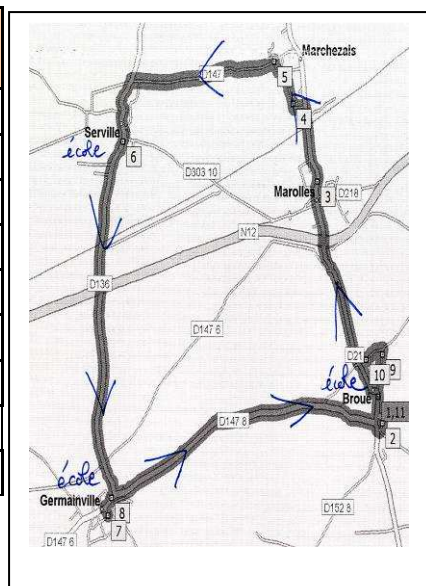 Marchezais
D147
5
4
Serville
école
6
D303 10
3
Marolles
D218
N12
D136
D147 6
D21
9
10
école
Broué
1,11
D147 8
2
école
Germainville
8
7
D152 8
D147 6